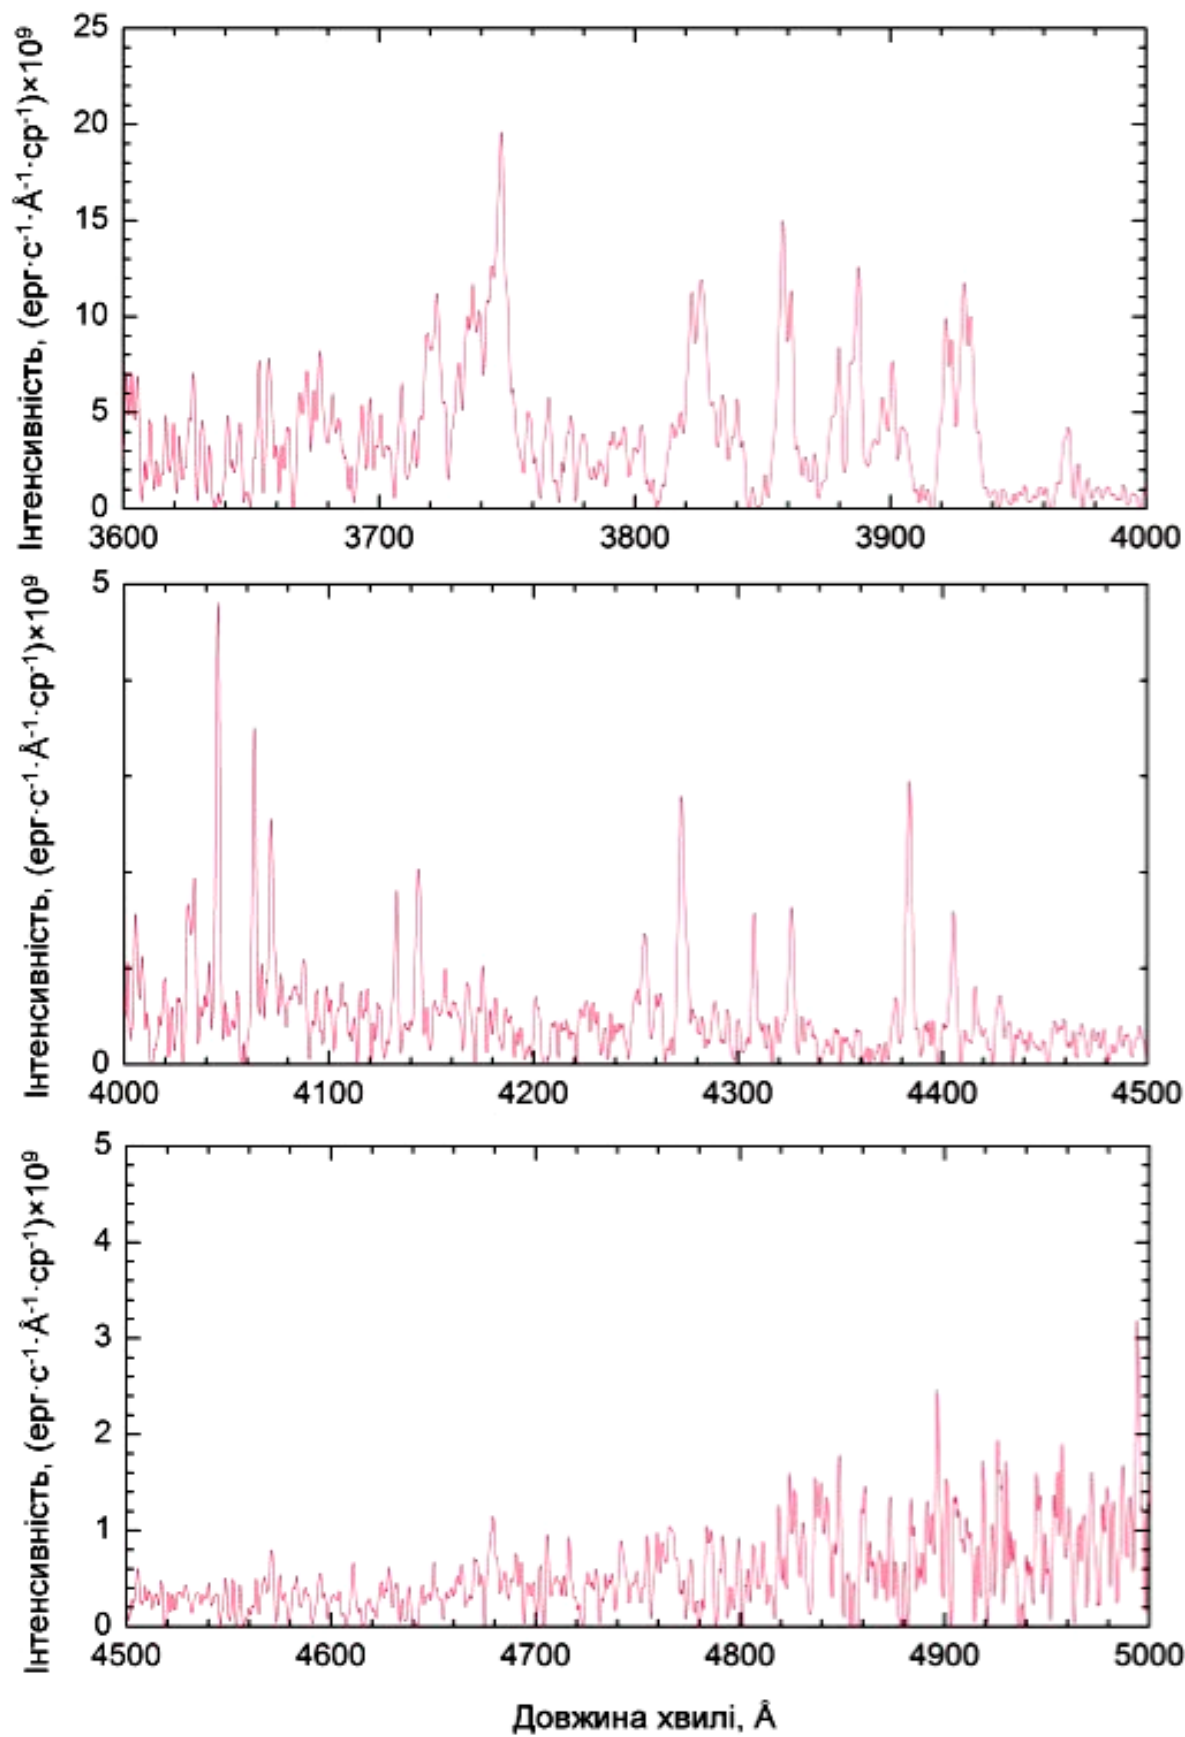 Інтенсивність, (ерг·с⁻¹·Å⁻¹·ср⁻¹)×10⁹
25
20
15
10
5
0
3600 3700 3800 3900 4000
Інтенсивність, (ерг·с⁻¹·Å⁻¹·ср⁻¹)×10⁹
5
0
4000 4100 4200 4300 4400 4500
Інтенсивність, (ерг·с⁻¹·Å⁻¹·ср⁻¹)×10⁹
5
4
3
2
1
0
4500 4600 4700 4800 4900 5000
Довжина хвилі, Å